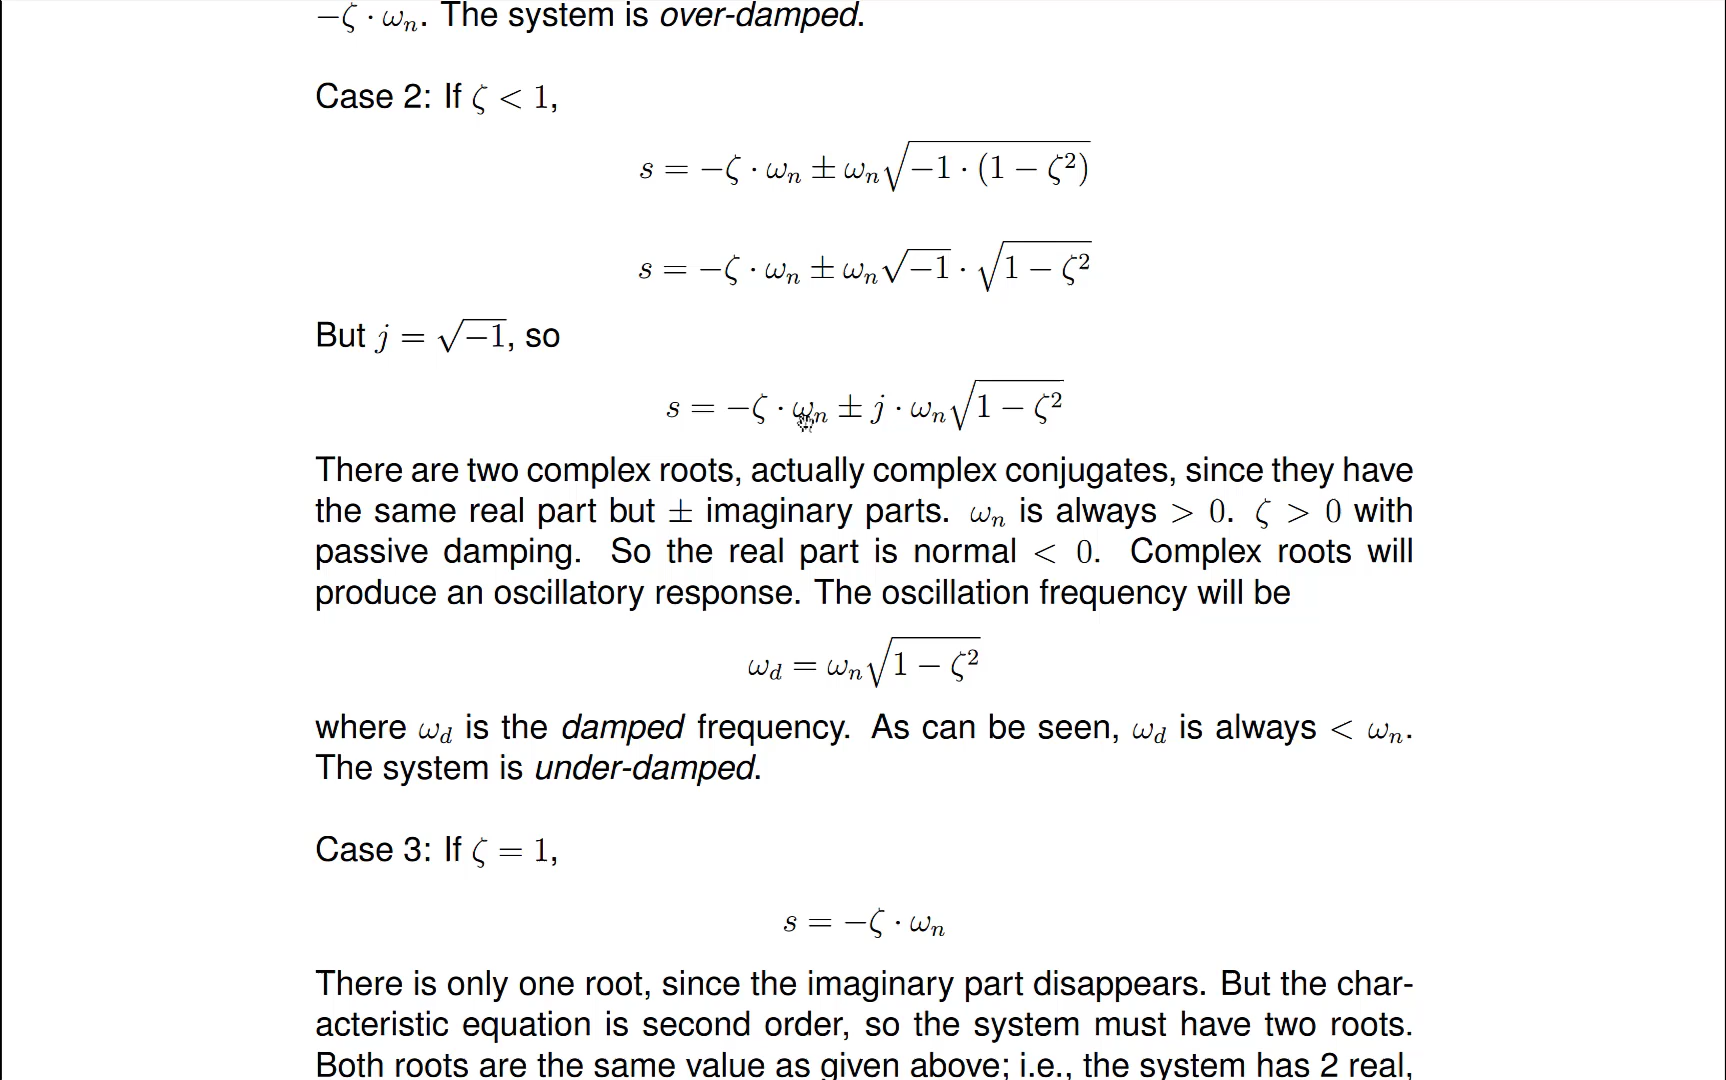 −ζ · ωₙ. The system is over-damped.
Case 2: If ζ < 1,
s = −ζ · ωₙ ± ωₙ√(−1 · (1 − ζ²))
s = −ζ · ωₙ ± ωₙ√−1 · √(1 − ζ²)
But j = √−1, so
s = −ζ · ωₙ ± j · ωₙ√(1 − ζ²)
There are two complex roots, actually complex conjugates, since they have
the same real part but ± imaginary parts. ωₙ is always > 0. ζ > 0 with
passive damping. So the real part is normal < 0. Complex roots will
produce an oscillatory response. The oscillation frequency will be
ω_d = ωₙ√(1 − ζ²)
where ω_d is the damped frequency. As can be seen, ω_d is always < ωₙ.
The system is under-damped.
Case 3: If ζ = 1,
s = −ζ · ωₙ
There is only one root, since the imaginary part disappears. But the char-
acteristic equation is second order, so the system must have two roots.
Both roots are the same value as given above; i.e., the system has 2 real,